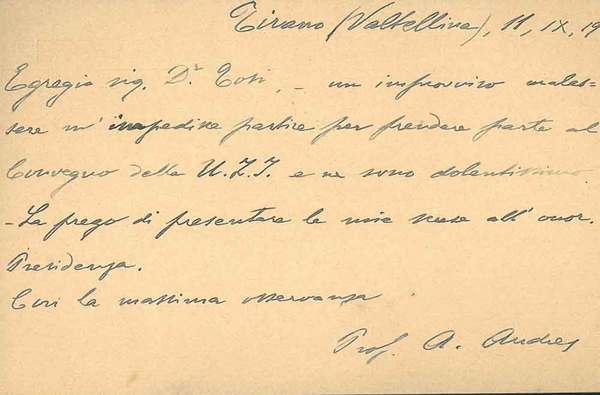 Tirano (Valtellina), 11, IX, 19
Egregio sig. Dr Tosi, - un improvviso males-
sere m' impedisce partire per prendere parte al
Convegno della U.Z.I. e ne sono dolentissimo
- La prego di presentare le mie scuse all' onor.
Presidenza.
Con la massima osservanza
Prof. A. Andres